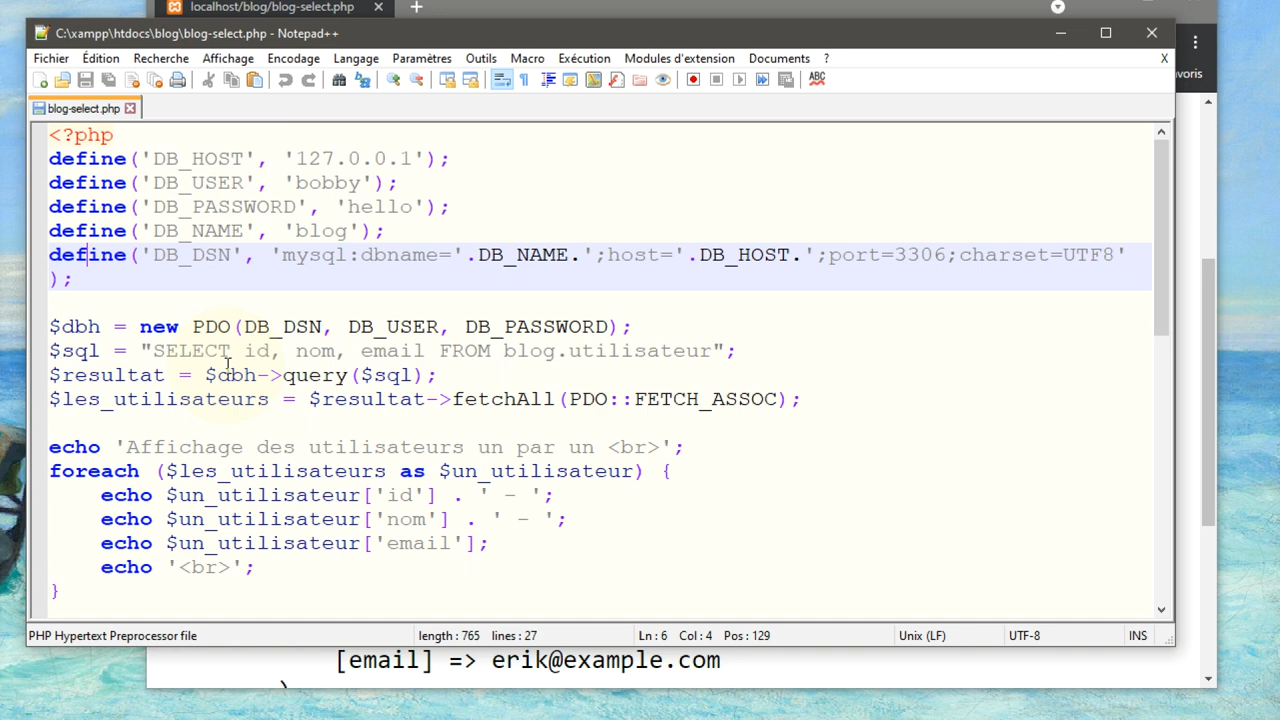 localhost/blog/blog-select.php
C:\xampp\htdocs\blog\blog-select.php - Notepad++
Fichier Édition Recherche Affichage Encodage Langage Paramètres Outils Macro Exécution Modules d'extension Documents ? X
blog-select.php
<?php
define('DB_HOST', '127.0.0.1');
define('DB_USER', 'bobby');
define('DB_PASSWORD', 'hello');
define('DB_NAME', 'blog');
define('DB_DSN', 'mysql:dbname='.DB_NAME.';host='.DB_HOST.';port=3306;charset=UTF8'
);
$dbh = new PDO(DB_DSN, DB_USER, DB_PASSWORD);
$sql = "SELECT id, nom, email FROM blog.utilisateur";
$resultat = $dbh->query($sql);
$les_utilisateurs = $resultat->fetchAll(PDO::FETCH_ASSOC);
echo 'Affichage des utilisateurs un par un <br>';
foreach ($les_utilisateurs as $un_utilisateur) {
    echo $un_utilisateur['id'] . ' - ';
    echo $un_utilisateur['nom'] . ' - ';
    echo $un_utilisateur['email'];
    echo '<br>';
}
PHP Hypertext Preprocessor file length : 765 lines : 27 Ln : 6 Col : 4 Pos : 129 Unix (LF) UTF-8 INS
[email] => erik@example.com